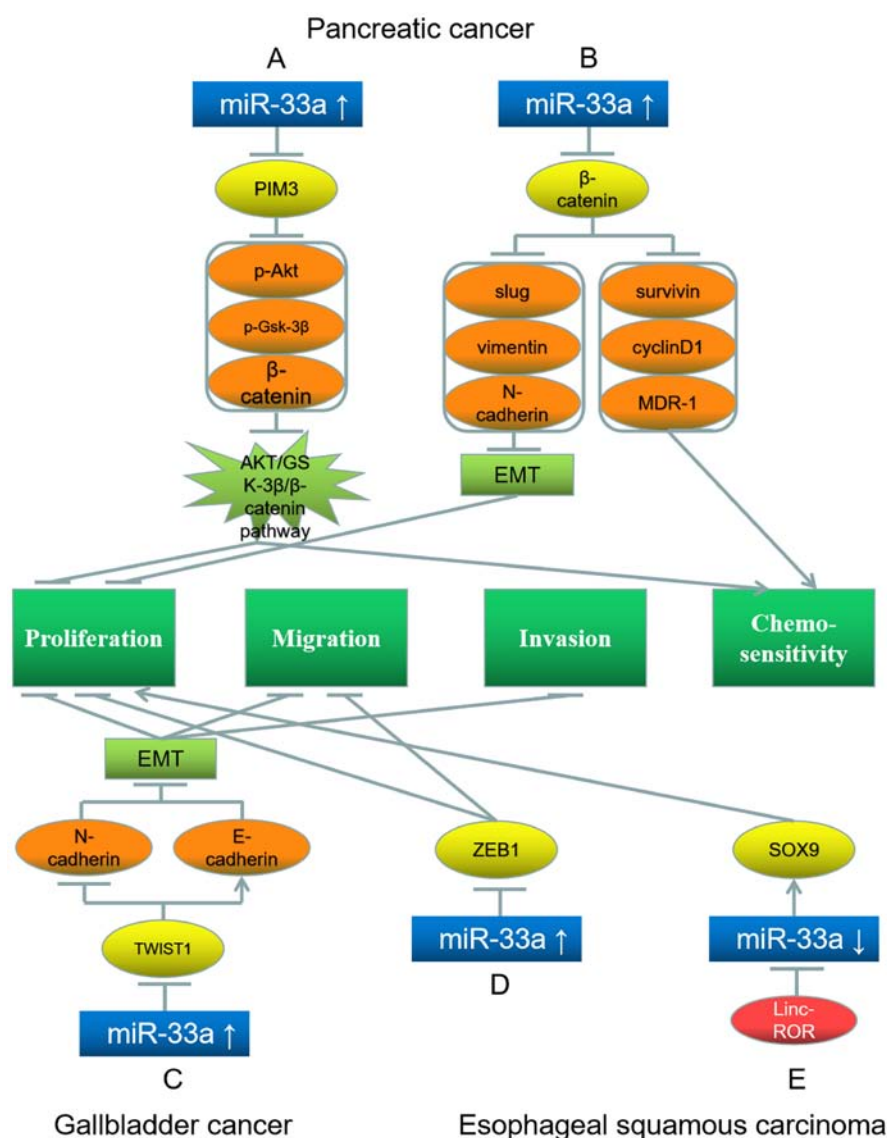 Pancreatic cancer
A
B
miR-33a ↑
miR-33a ↑
PIM3
β-
catenin
p-Akt
p-Gsk-3β
β-
catenin
slug
vimentin
N-
cadherin
survivin
cyclinD1
MDR-1
AKT/GS
K-3β/β-
catenin
pathway
EMT
Proliferation
Migration
Invasion
Chemo-
sensitivity
EMT
N-
cadherin
E-
cadherin
ZEB1
SOX9
TWIST1
miR-33a ↑
miR-33a ↓
D
Linc-
ROR
miR-33a ↑
C
E
Gallbladder cancer
Esophageal squamous carcinoma